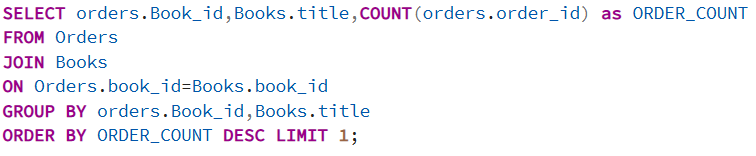 SELECT orders.Book_id,Books.title,COUNT(orders.order_id) as ORDER_COUNT
FROM Orders
JOIN Books
ON Orders.book_id=Books.book_id
GROUP BY orders.Book_id,Books.title
ORDER BY ORDER_COUNT DESC LIMIT 1;